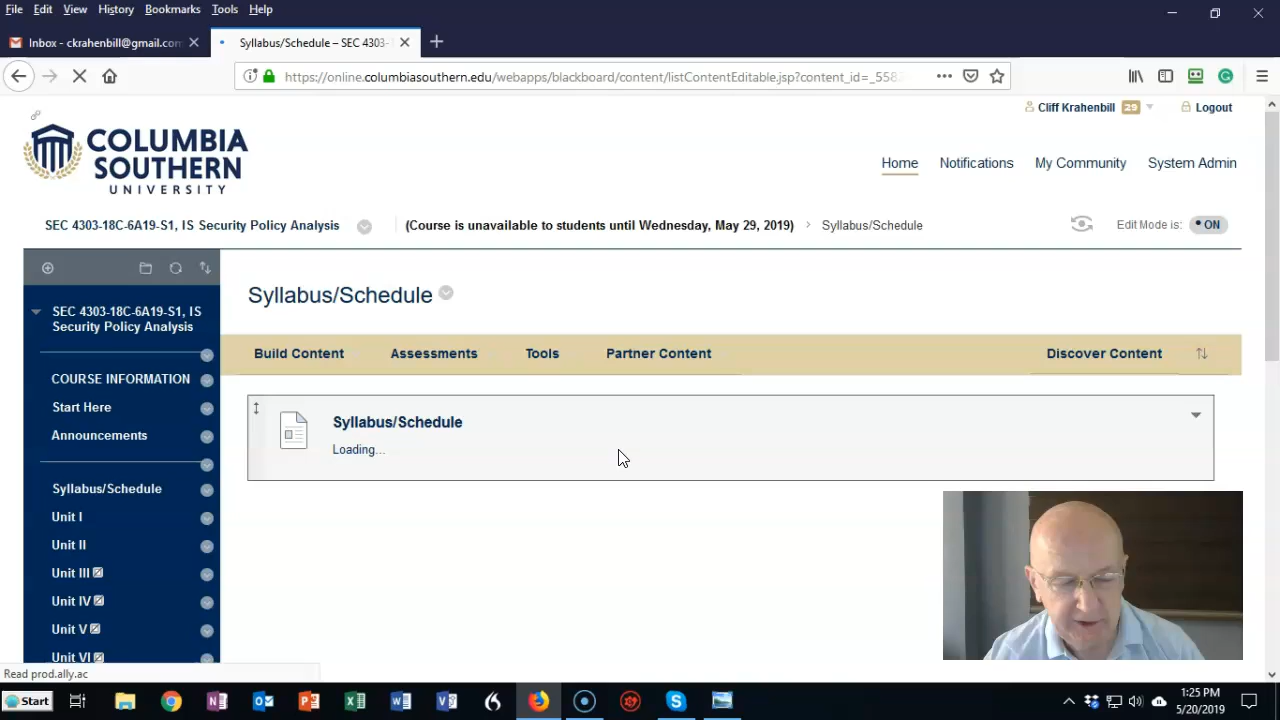 File Edit View History Bookmarks Tools Help
Inbox - ckrahenbill@gmail.com
Syllabus/Schedule – SEC 4303-
https://online.columbiasouthern.edu/webapps/blackboard/content/listContentEditable.jsp?content_id=_558
Cliff Krahenbill 29 Logout
COLUMBIA
SOUTHERN
UNIVERSITY
Home Notifications My Community System Admin
SEC 4303-18C-6A19-S1, IS Security Policy Analysis (Course is unavailable to students until Wednesday, May 29, 2019) Syllabus/Schedule Edit Mode is: • ON
Syllabus/Schedule
SEC 4303-18C-6A19-S1, IS
Security Policy Analysis
Build Content Assessments Tools Partner Content Discover Content
COURSE INFORMATION
Start Here
Announcements
Syllabus/Schedule
Unit I
Unit II
Unit III
Unit IV
Unit V
Unit VI
Syllabus/Schedule
Loading...
Read prod.ally.ac
Start
1:25 PM
5/20/2019